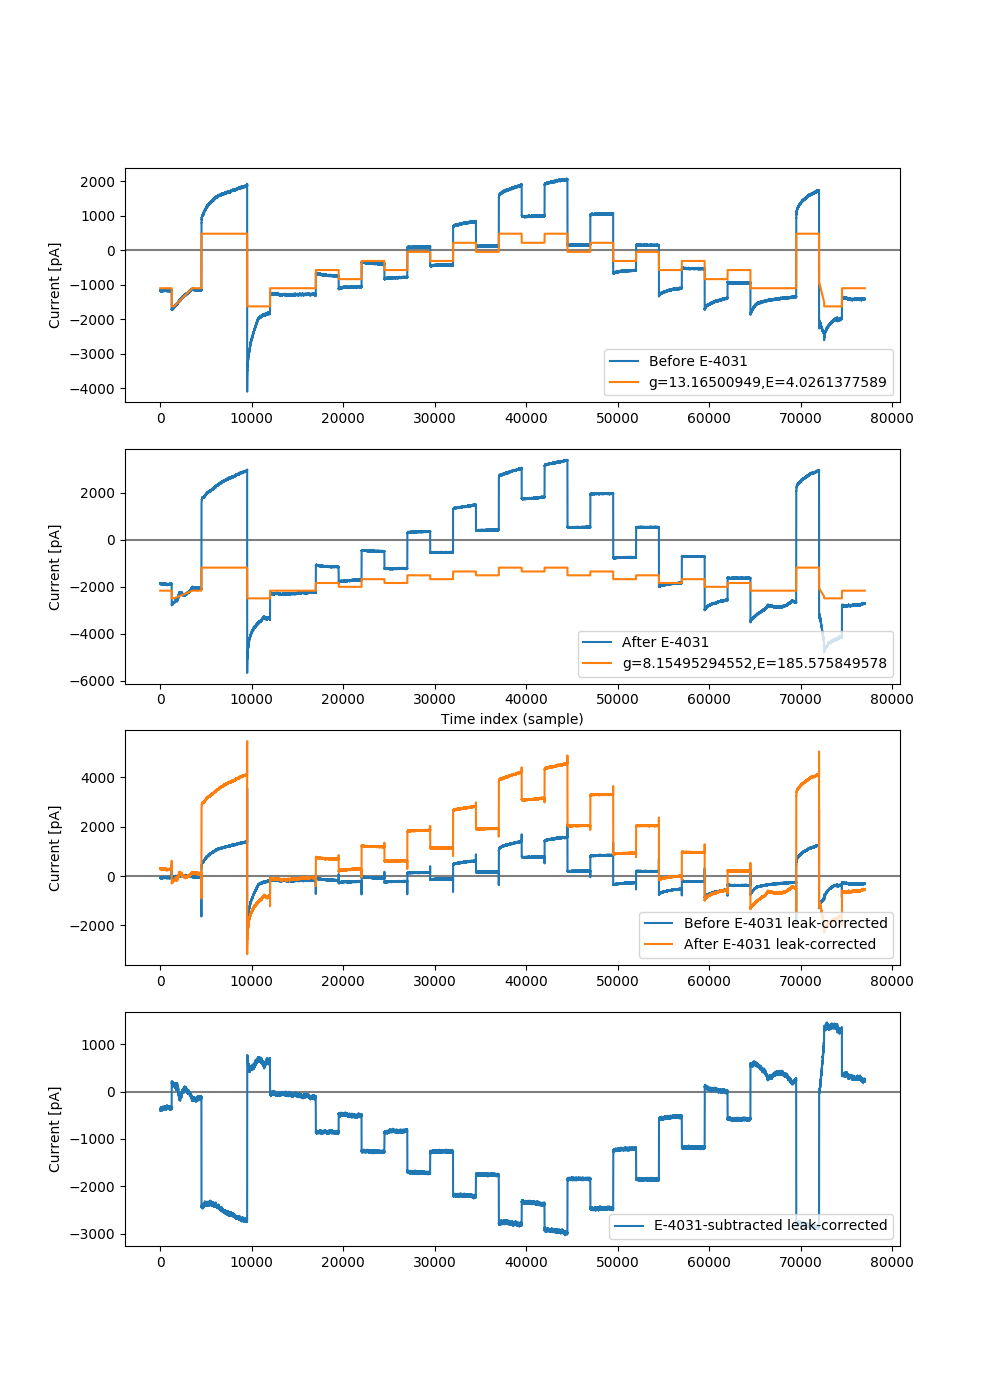 2000
1000
0
−1000
−2000
−3000
−4000
Current [pA]
Before E-4031
g=13.16500949,E=4.0261377589
0 10000 20000 30000 40000 50000 60000 70000 80000
2000
0
−2000
−4000
−6000
Current [pA]
After E-4031
g=8.15495294552,E=185.575849578
0 10000 20000 30000 40000 50000 60000 70000 80000
Time index (sample)
4000
2000
0
−2000
Current [pA]
Before E-4031 leak-corrected
After E-4031 leak-corrected
0 10000 20000 30000 40000 50000 60000 70000 80000
1000
0
−1000
−2000
−3000
Current [pA]
E-4031-subtracted leak-corrected
0 10000 20000 30000 40000 50000 60000 70000 80000